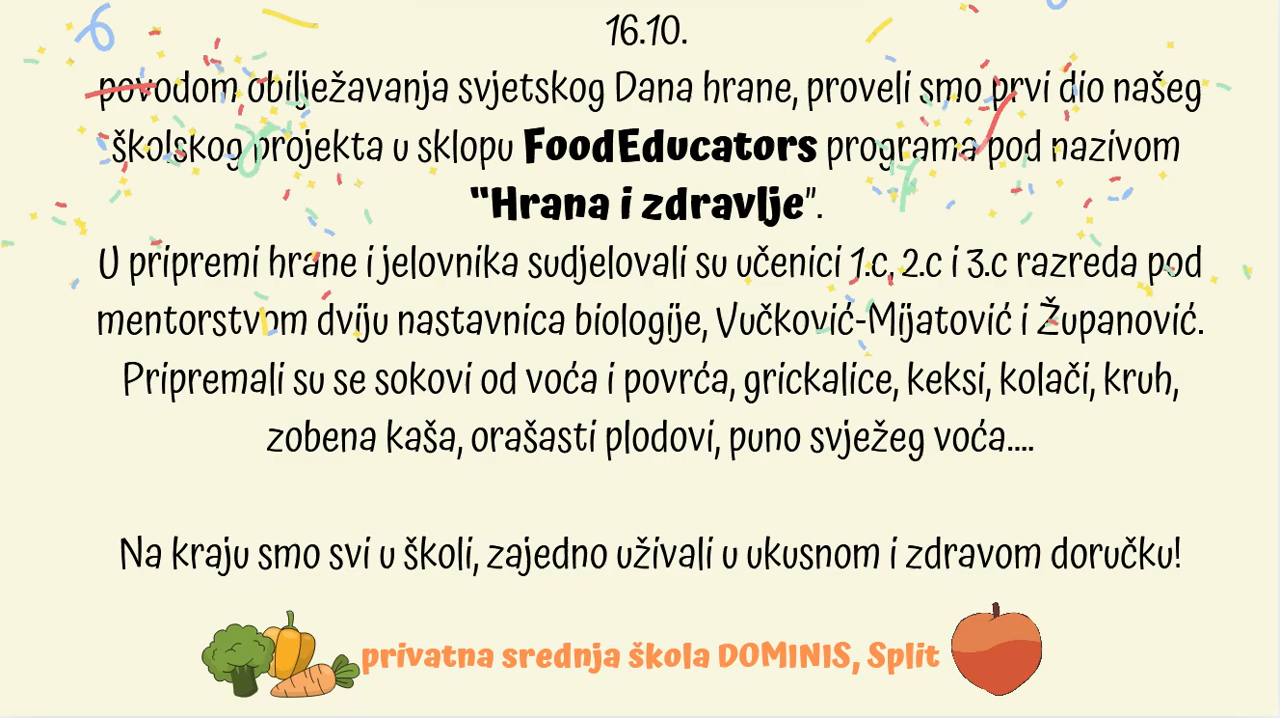 16.10.
povodom obilježavanja svjetskog Dana hrane, proveli smo prvi dio našeg
školskog projekta u sklopu FoodEducators programa pod nazivom
"Hrana i zdravlje".
U pripremi hrane i jelovnika sudjelovali su učenici 1.c, 2.c i 3.c razreda pod
mentorstvom dviju nastavnica biologije, Vučković-Mijatović i Županović.
Pripremali su se sokovi od voća i povrća, grickalice, keksi, kolači, kruh,
zobena kaša, orašasti plodovi, puno svježeg voća....
Na kraju smo svi u školi, zajedno uživali u ukusnom i zdravom doručku!
privatna srednja škola DOMINIS, Split